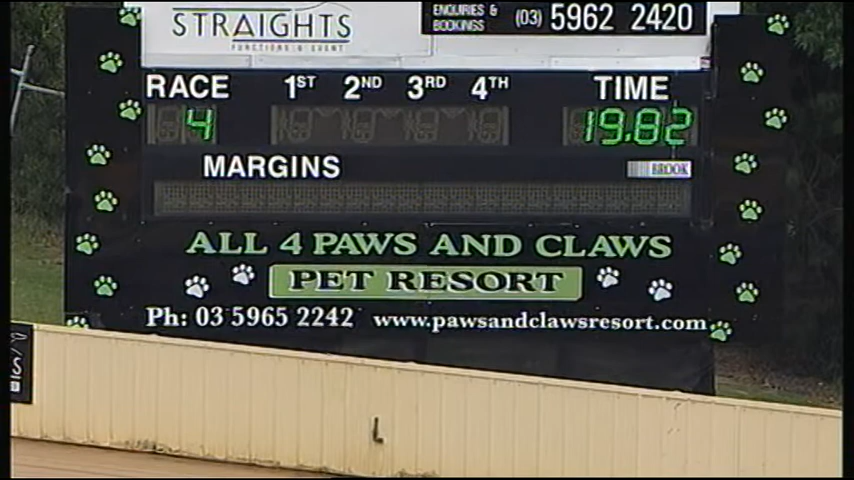 STRAIGHTS
FUNCTIONS & EVENT
ENQUIRIES & BOOKINGS (03) 5962 2420
RACE 1ST 2ND 3RD 4TH TIME
4 19.82
MARGINS
BROOK
ALL 4 PAWS AND CLAWS
PET RESORT
Ph: 03 5965 2242 www.pawsandclawsresort.com